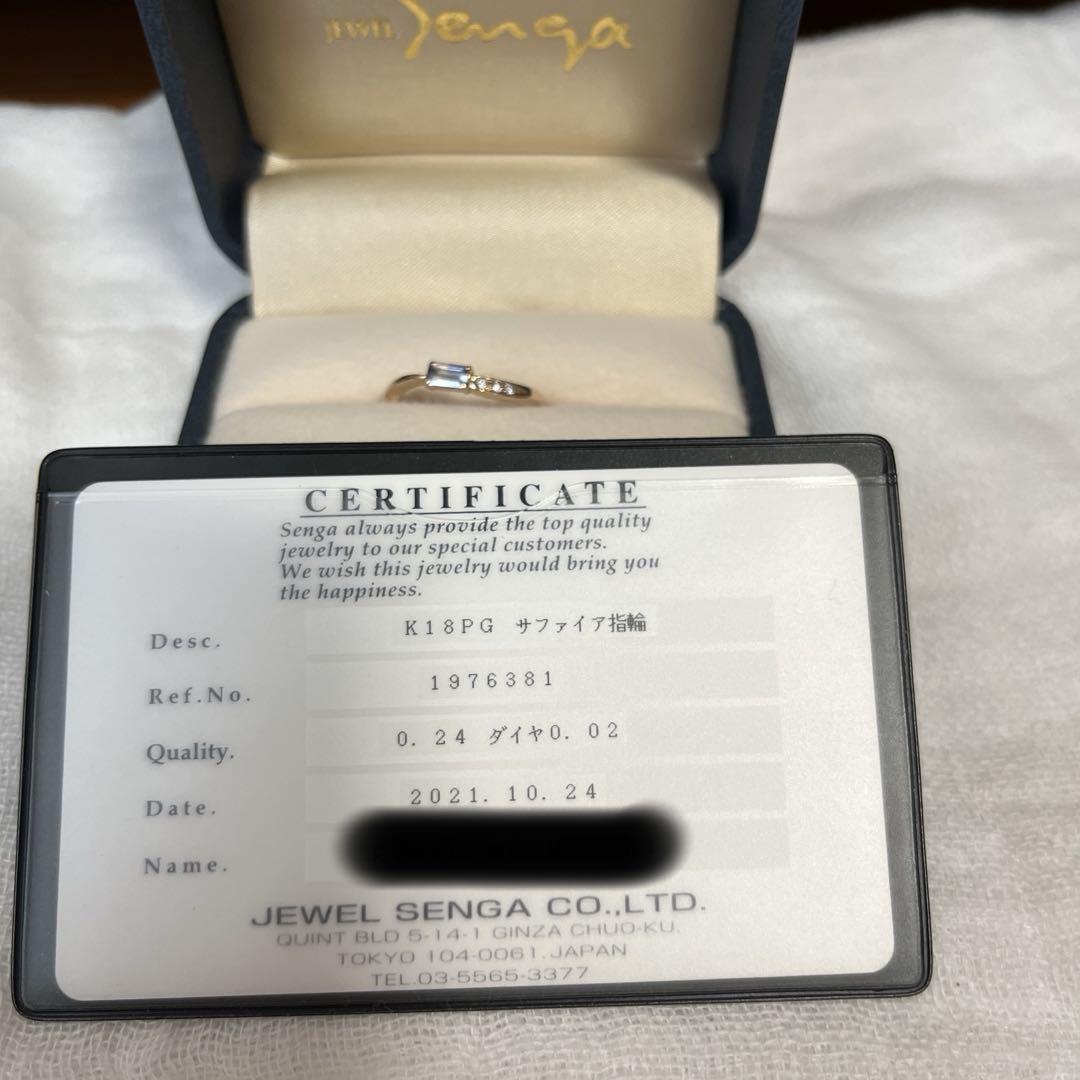 JEWEL Senga
CERTIFICATE
Senga always provide the top quality
jewelry to our special customers.
We wish this jewelry would bring you
the happiness.
Desc. K18PG サファイア指輪
Ref.No. 1976381
Quality. 0.24 ダイヤ0.02
Date. 2021.10.24
Name.
JEWEL SENGA CO.,LTD.
QUINT BLD 5-14-1 GINZA CHUO-KU.
TOKYO 104-0061.JAPAN
TEL.03-5565-3377